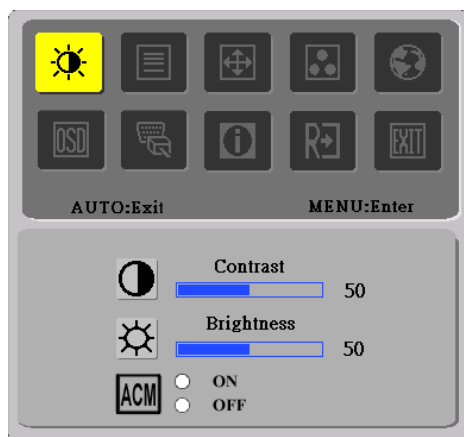 OSD
R
EXIT
AUTO:Exit MENU:Enter
Contrast
50
Brightness
50
ACM ON
OFF